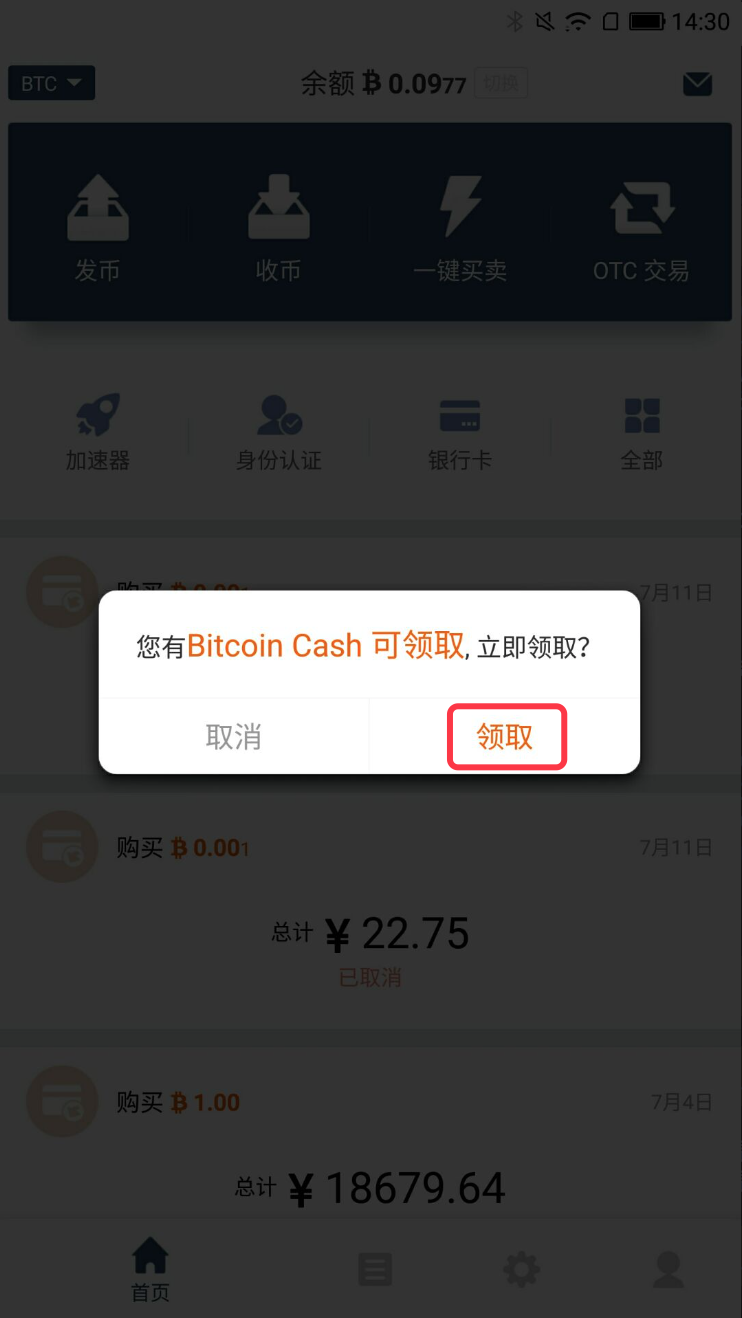 14:30
BTC
余额 ₿ 0.0977 切换
发币 收币 一键买卖 OTC 交易
加速器 身份认证 银行卡 全部
购买 ₿ 0.001 7月11日
您有Bitcoin Cash 可领取, 立即领取?
取消 领取
购买 ₿ 0.001 7月11日
总计 ¥ 22.75
已取消
购买 ₿ 1.00 7月4日
总计 ¥ 18679.64
首页